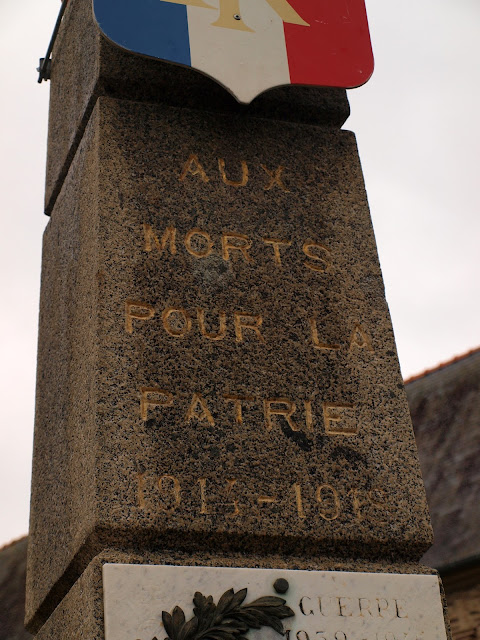 AUX
MORTS
POUR LA
PATRIE
1914-1918
GUERRE